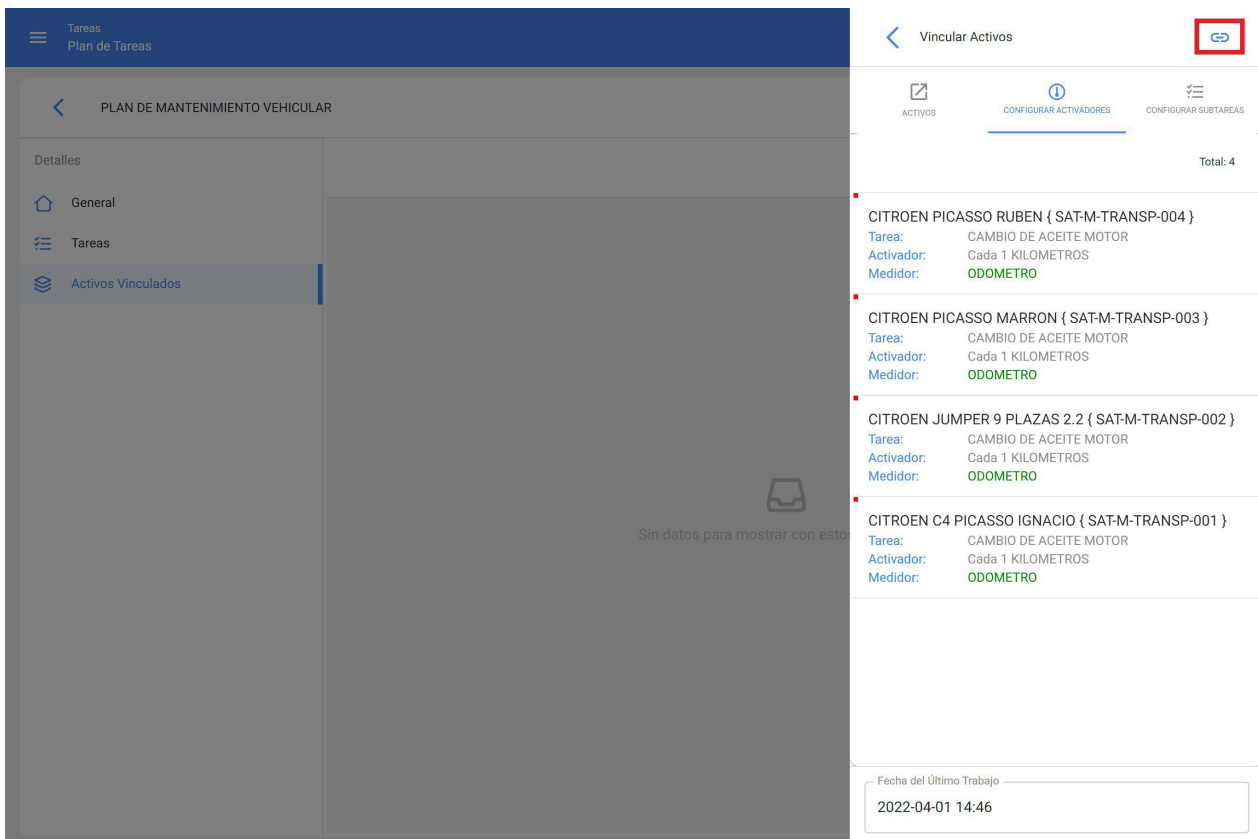 Tareas
Plan de Tareas
PLAN DE MANTENIMIENTO VEHICULAR
Detalles
General
Tareas
Activos Vinculados
Sin datos para mostrar con esto
Vincular Activos
ACTIVOS
CONFIGURAR ACTIVADORES
CONFIGURAR SUBTAREAS
Total: 4
CITROEN PICASSO RUBEN { SAT-M-TRANSP-004 }
Tarea: CAMBIO DE ACEITE MOTOR
Activador: Cada 1 KILOMETROS
Medidor: ODOMETRO
CITROEN PICASSO MARRON { SAT-M-TRANSP-003 }
Tarea: CAMBIO DE ACEITE MOTOR
Activador: Cada 1 KILOMETROS
Medidor: ODOMETRO
CITROEN JUMPER 9 PLAZAS 2.2 { SAT-M-TRANSP-002 }
Tarea: CAMBIO DE ACEITE MOTOR
Activador: Cada 1 KILOMETROS
Medidor: ODOMETRO
CITROEN C4 PICASSO IGNACIO { SAT-M-TRANSP-001 }
Tarea: CAMBIO DE ACEITE MOTOR
Activador: Cada 1 KILOMETROS
Medidor: ODOMETRO
Fecha del Último Trabajo
2022-04-01 14:46